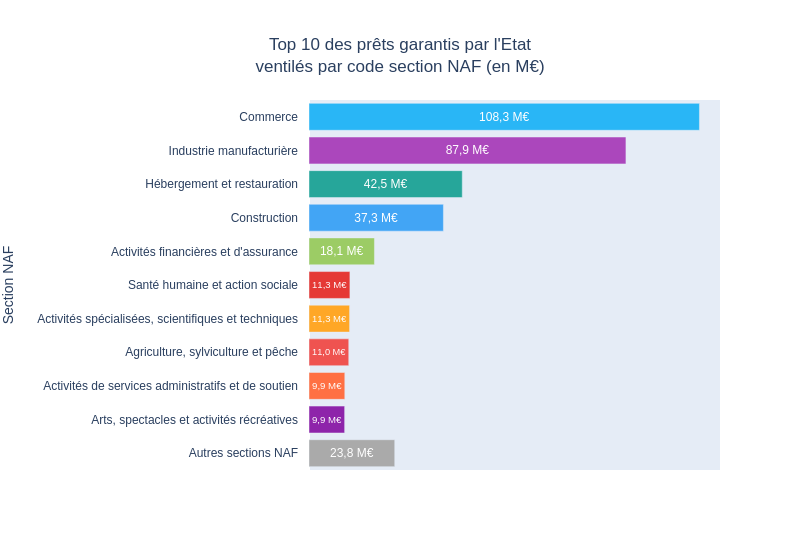 Top 10 des prêts garantis par l'Etat
ventilés par code section NAF (en M€)
Section NAF
Commerce 108,3 M€
Industrie manufacturière 87,9 M€
Hébergement et restauration 42,5 M€
Construction 37,3 M€
Activités financières et d'assurance 18,1 M€
Santé humaine et action sociale 11,3 M€
Activités spécialisées, scientifiques et techniques 11,3 M€
Agriculture, sylviculture et pêche 11,0 M€
Activités de services administratifs et de soutien 9,9 M€
Arts, spectacles et activités récréatives 9,9 M€
Autres sections NAF 23,8 M€